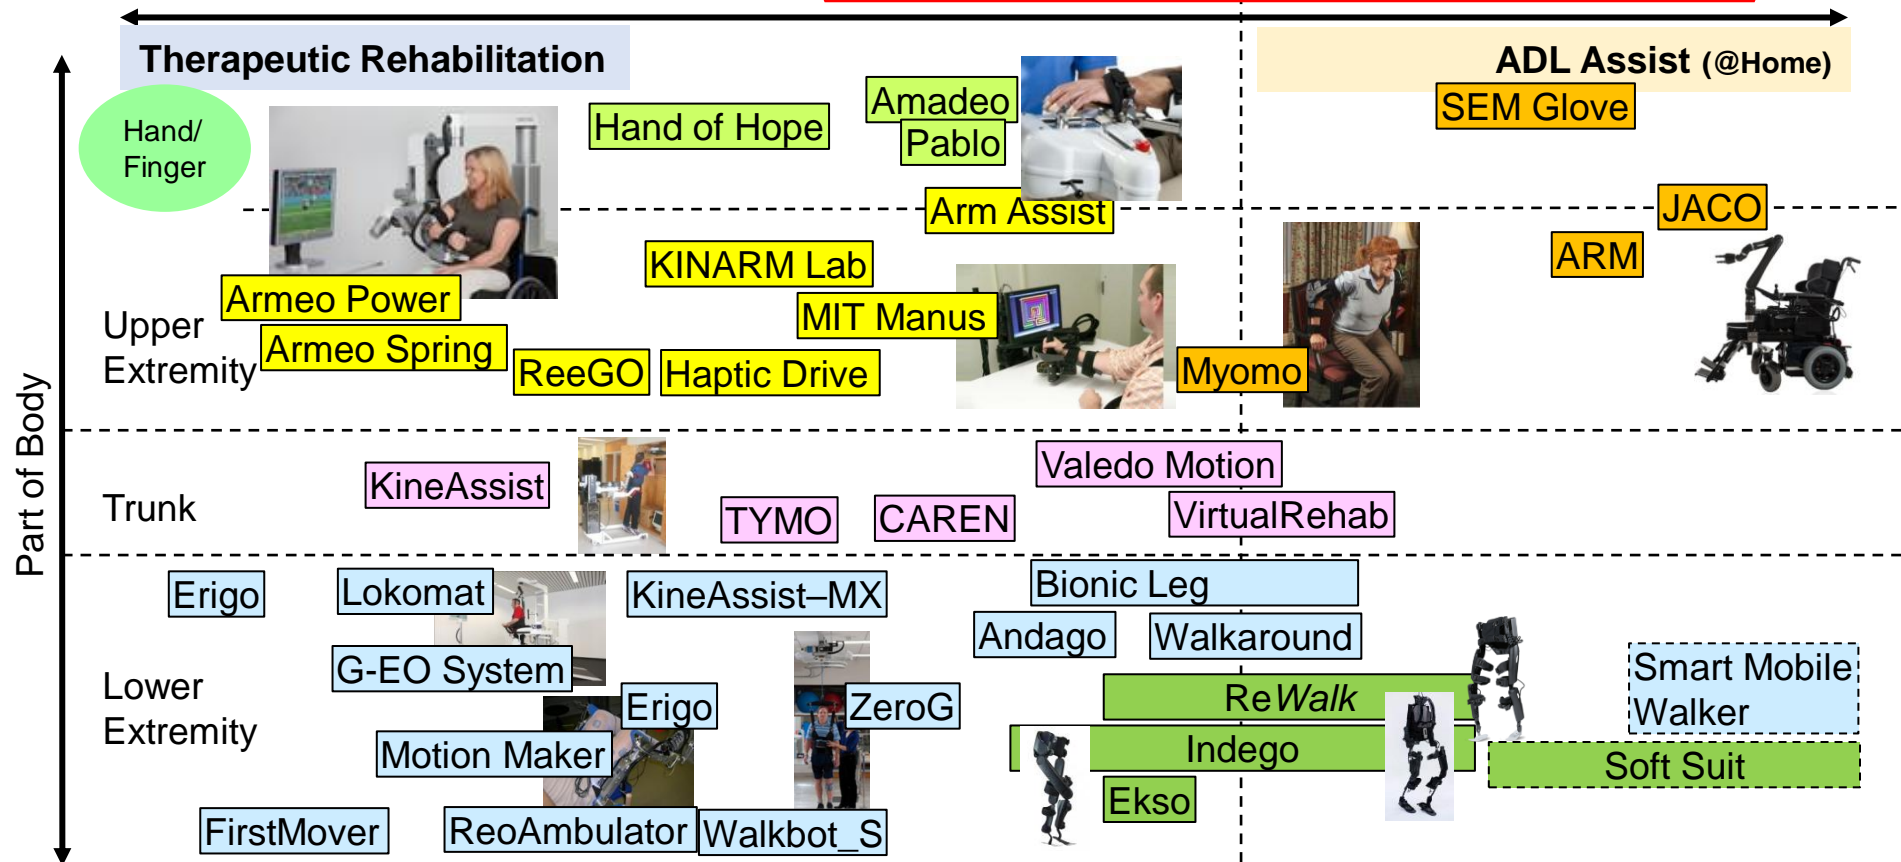 Therapeutic Rehabilitation
ADL Assist (@Home)
Part of Body
Hand/
Finger
Hand of Hope
Amadeo
Pablo
SEM Glove
Arm Assist
JACO
KINARM Lab
ARM
Armeo Power
MIT Manus
Upper
Extremity
Armeo Spring
ReeGO
Haptic Drive
Myomo
KineAssist
Valedo Motion
Trunk
TYMO
CAREN
VirtualRehab
Erigo
Lokomat
KineAssist–MX
Bionic Leg
Andago
Walkaround
G-EO System
Lower
Extremity
Erigo
ZeroG
ReWalk
Smart Mobile
Walker
Motion Maker
Indego
Soft Suit
Ekso
FirstMover
ReoAmbulator
Walkbot_S